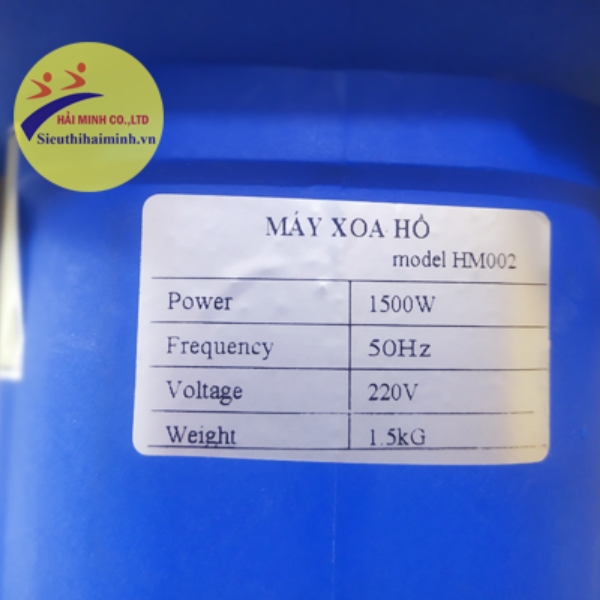 HẢI MINH CO.,LTD
Sieuthihaiminh.vn
MÁY XOA HỒ
model HM002
Power 1500W
Frequency 50Hz
Voltage 220V
Weight 1.5kG